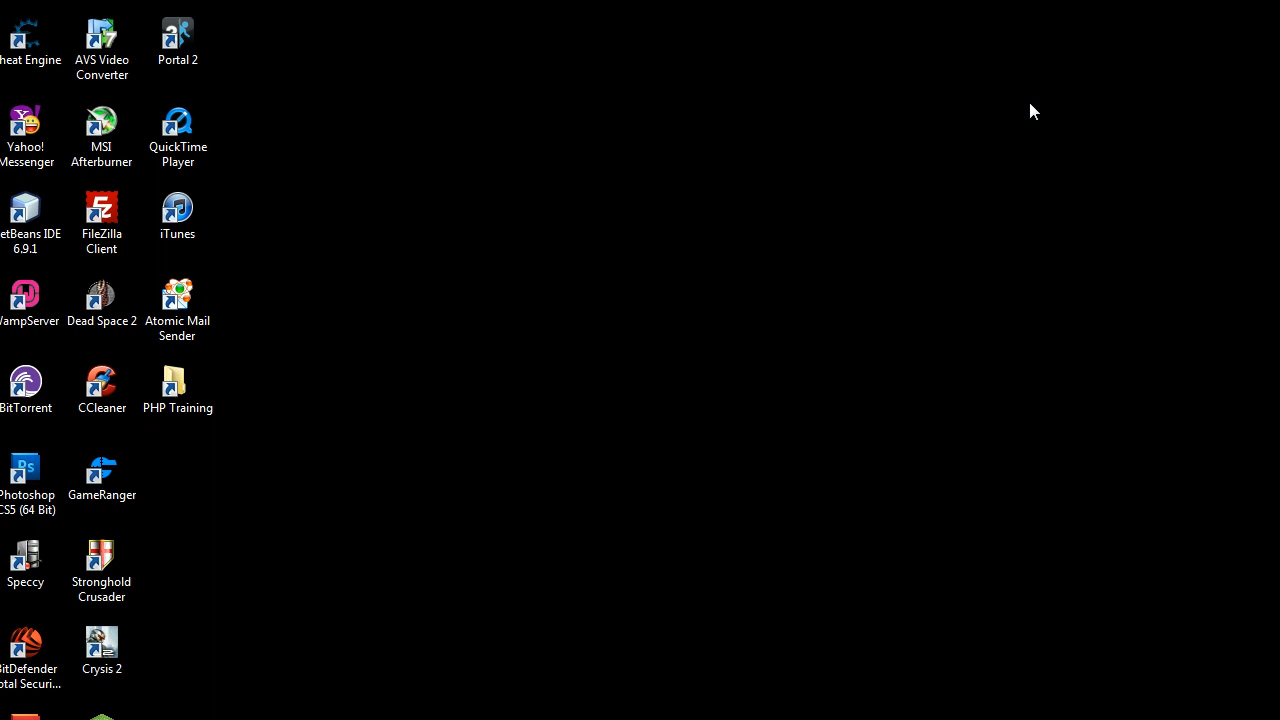 heat Engine
AVS Video
Converter
Portal 2
Yahoo!
Messenger
MSI
Afterburner
QuickTime
Player
etBeans IDE
6.9.1
FileZilla
Client
iTunes
WampServer
Dead Space 2
Atomic Mail
Sender
BitTorrent
CCleaner
PHP Training
Photoshop
CS5 (64 Bit)
GameRanger
Speccy
Stronghold
Crusader
BitDefender
otal Securi...
Crysis 2